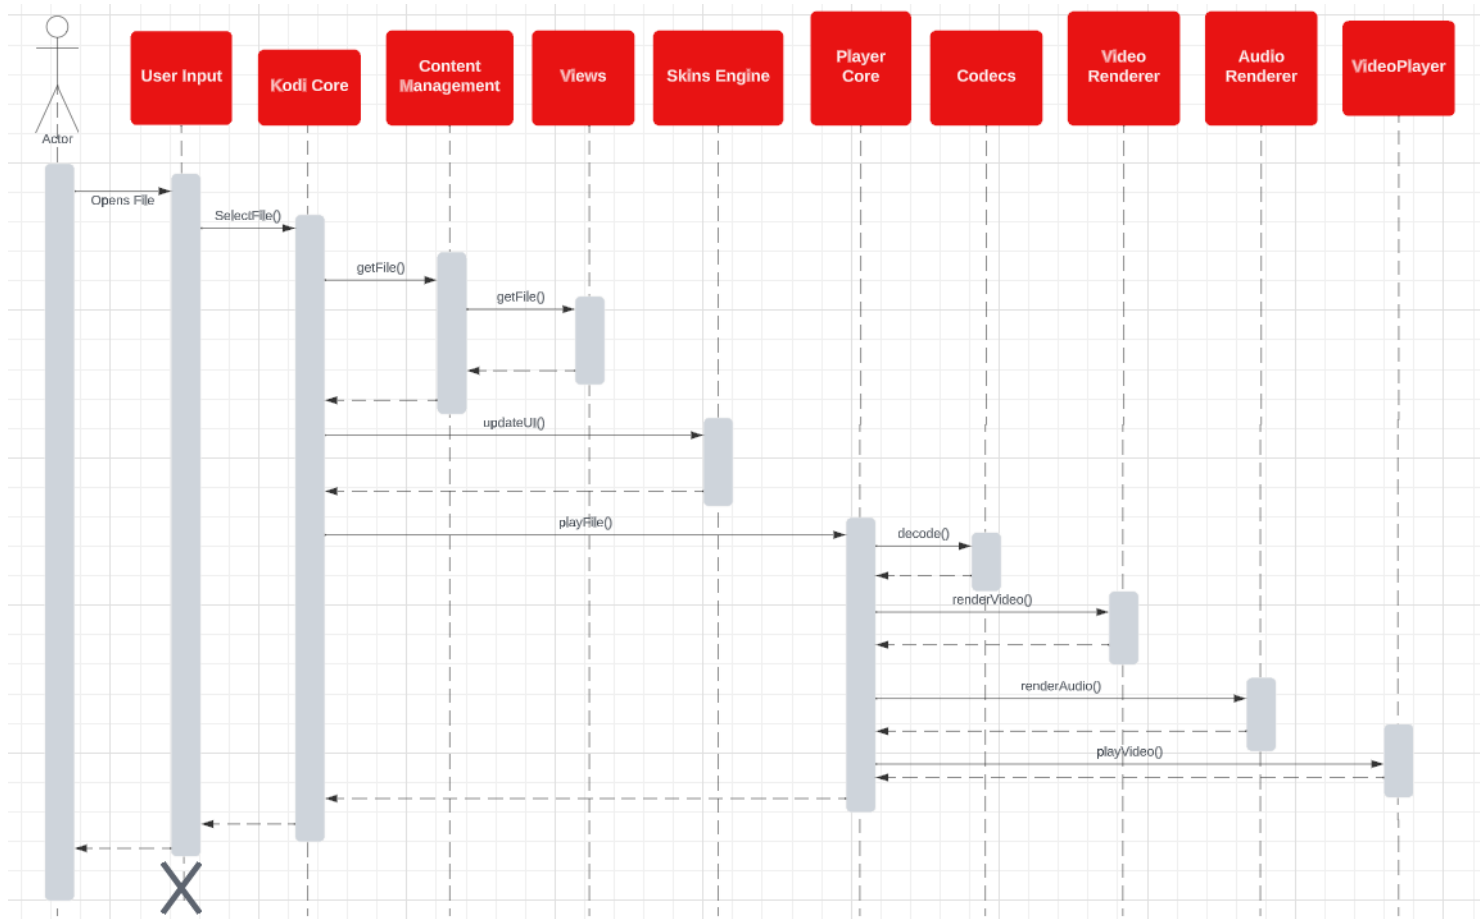 Actor
User Input
Kodi Core
Content
Management
Views
Skins Engine
Player
Core
Codecs
Video
Renderer
Audio
Renderer
VideoPlayer
Opens File
SelectFile()
getFile()
getFile()
updateUI()
playFile()
decode()
renderVideo()
renderAudio()
playVideo()